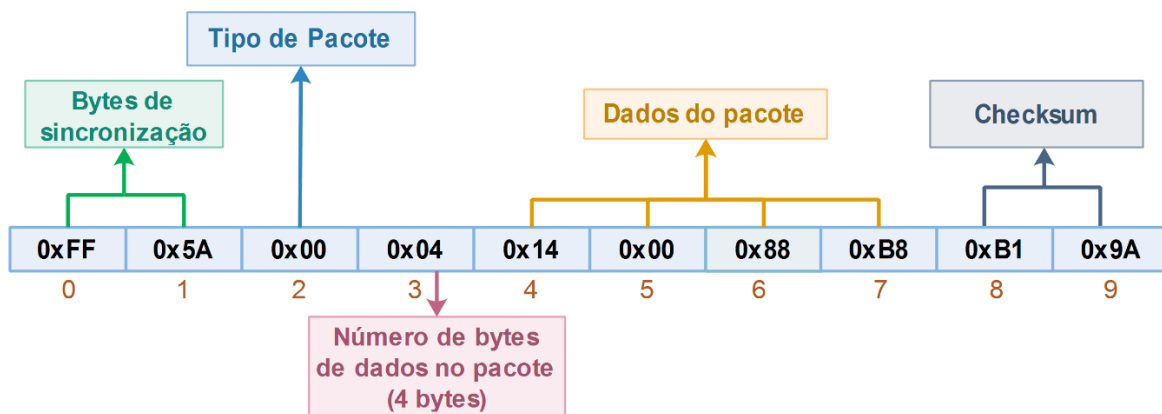 Tipo de Pacote
Bytes de
sincronização
Dados do pacote
Checksum
0xFF 0x5A 0x00 0x04 0x14 0x00 0x88 0xB8 0xB1 0x9A
0 1 2 3 4 5 6 7 8 9
Número de bytes
de dados no pacote
(4 bytes)